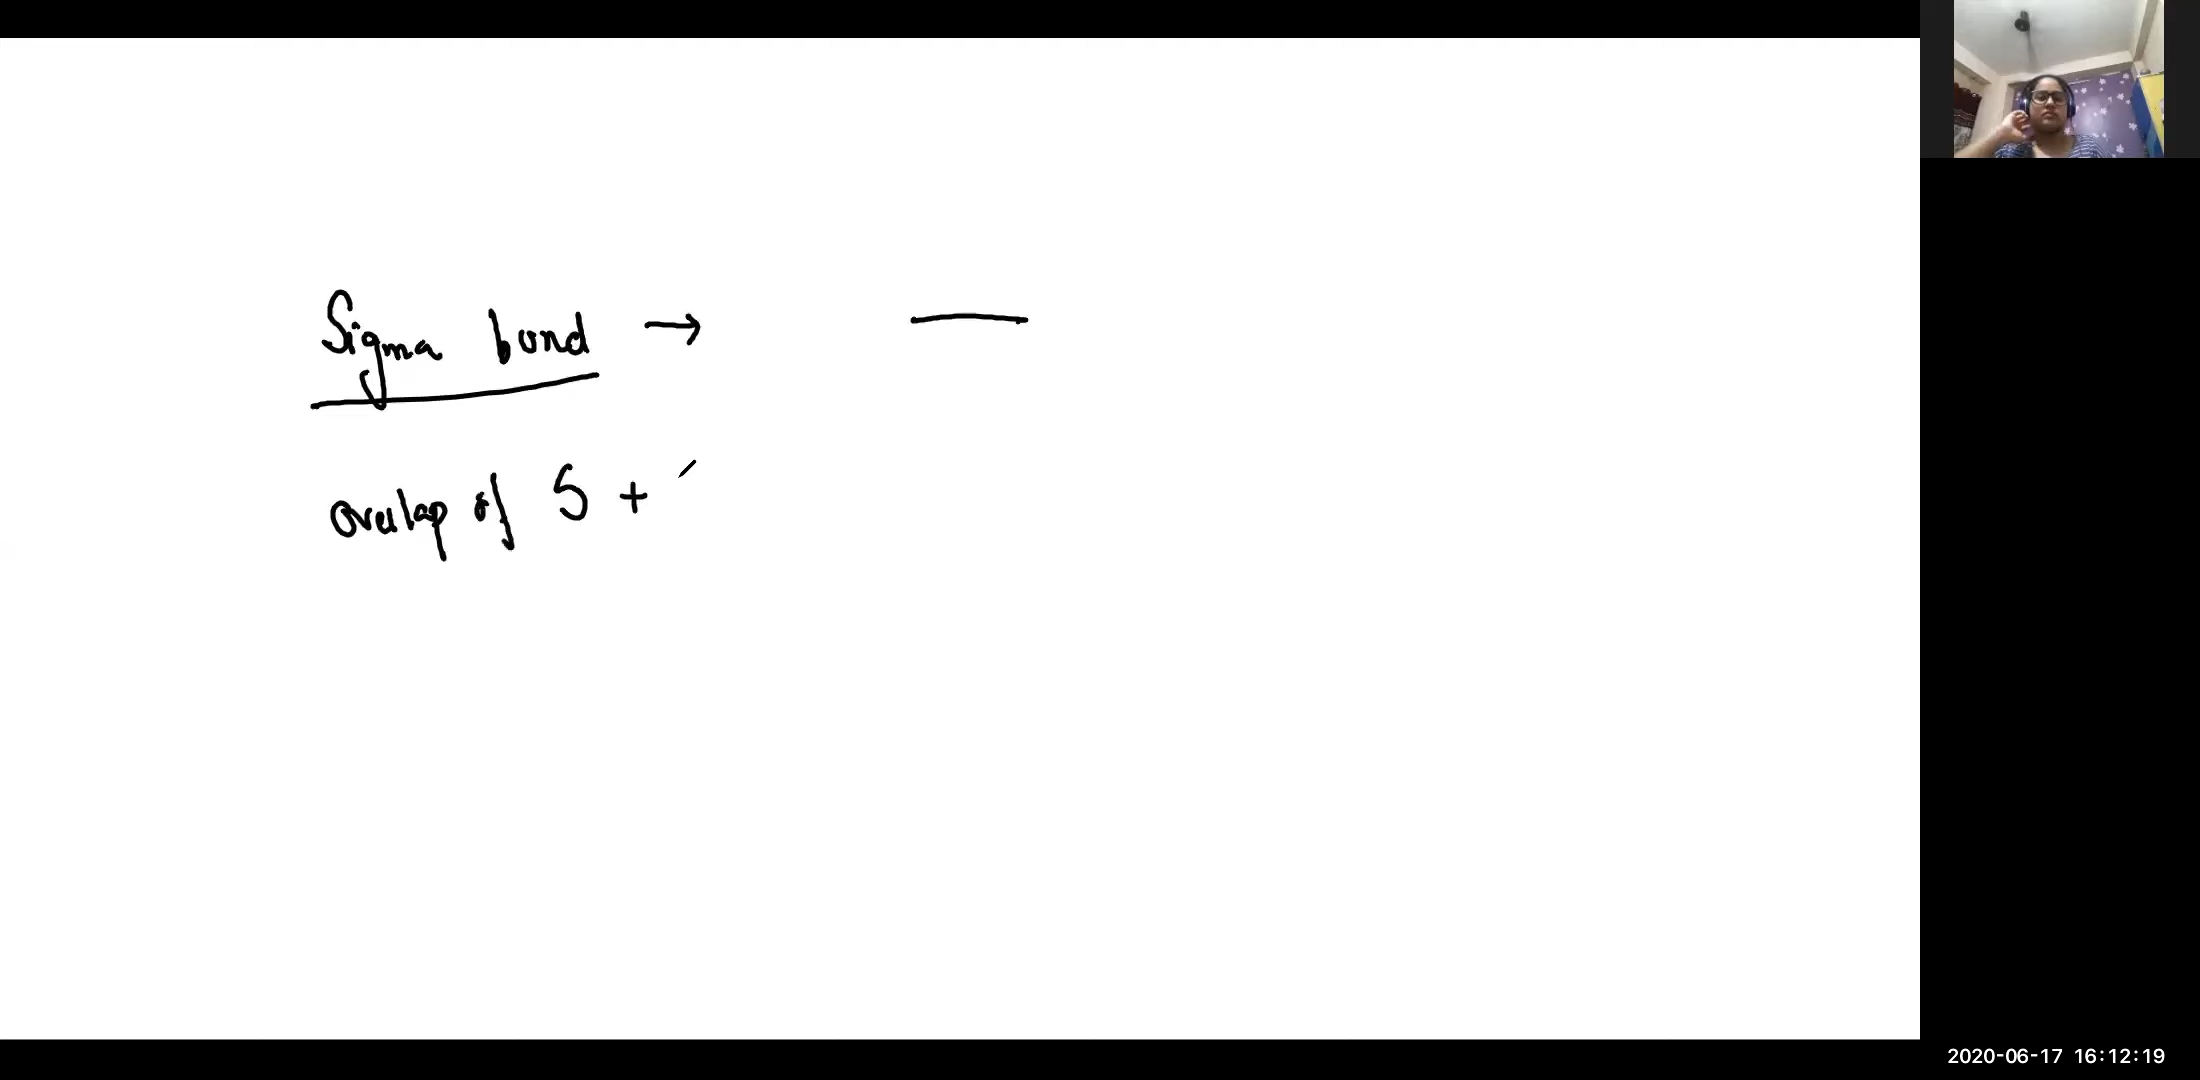 Sigma bond →
overlap of S +
2020-06-17 16:12:19